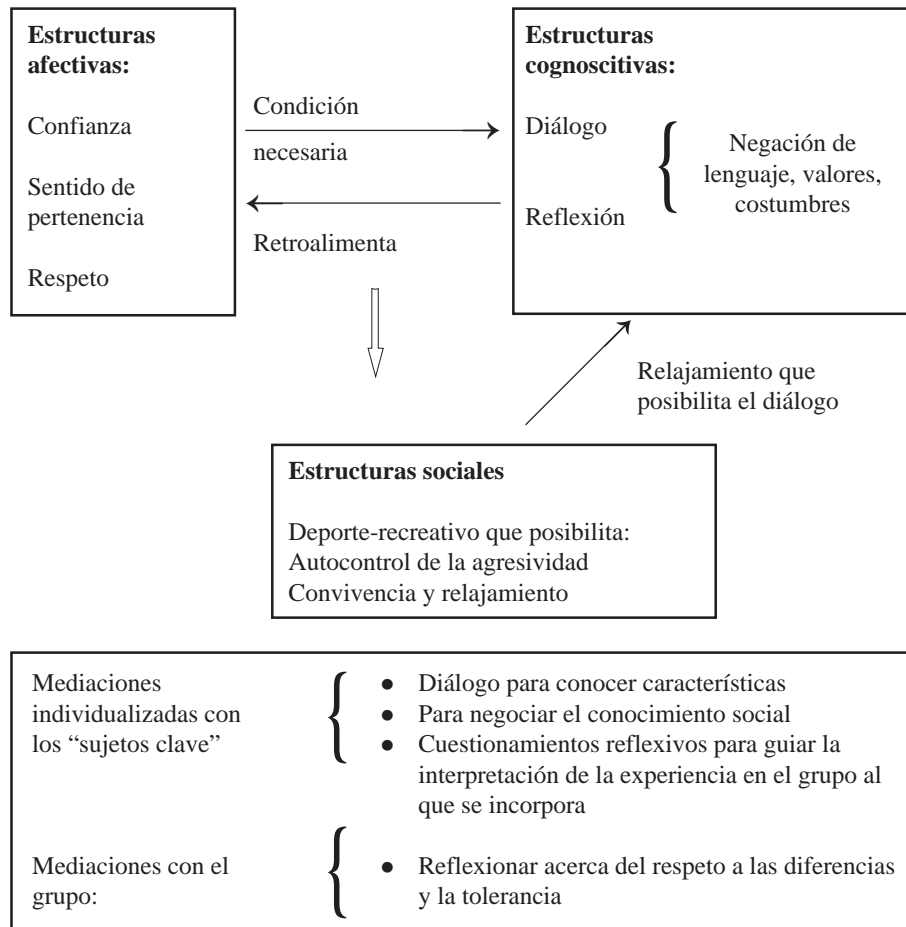 Estructuras
afectivas:
Confianza
Sentido de
pertenencia
Respeto
Condición
necesaria
Retroalimenta
Estructuras
cognoscitivas:
Diálogo
Reflexión
Negación de
lenguaje, valores,
costumbres
Relajamiento que
posibilita el diálogo
Estructuras sociales
Deporte-recreativo que posibilita:
Autocontrol de la agresividad
Convivencia y relajamiento
Mediaciones
individualizadas con
los “sujetos clave”
● Diálogo para conocer características
● Para negociar el conocimiento social
● Cuestionamientos reflexivos para guiar la
interpretación de la experiencia en el grupo al
que se incorpora
Mediaciones con el
grupo:
● Reflexionar acerca del respeto a las diferencias
y la tolerancia